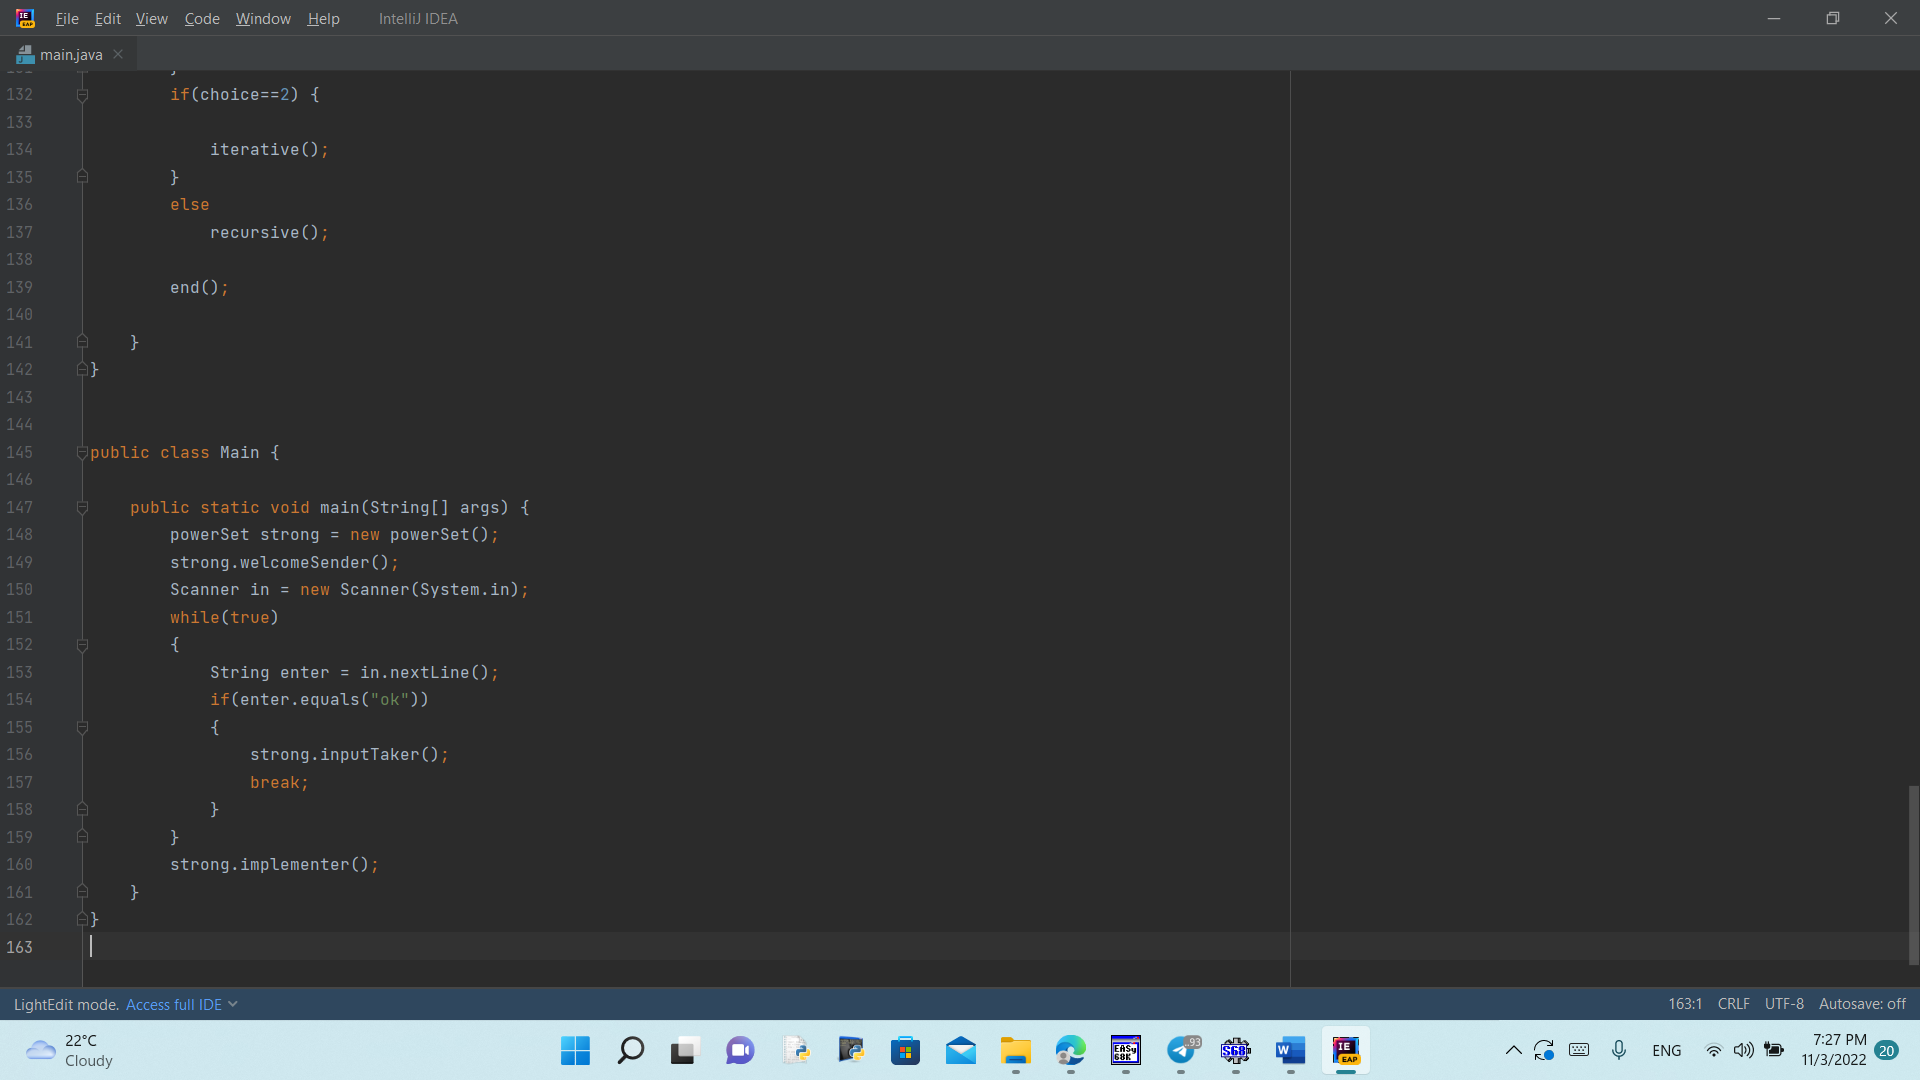 File Edit View Code Window Help IntelliJ IDEA
main.java
132 if(choice==2) {
133
134 iterative();
135 }
136 else
137 recursive();
138
139 end();
140
141 }
142 }
143
144
145 public class Main {
146
147 public static void main(String[] args) {
148 powerSet strong = new powerSet();
149 strong.welcomeSender();
150 Scanner in = new Scanner(System.in);
151 while(true)
152 {
153 String enter = in.nextLine();
154 if(enter.equals("ok"))
155 {
156 strong.inputTaker();
157 break;
158 }
159 }
160 strong.implementer();
161 }
162 }
163
LightEdit mode. Access full IDE 163:1 CRLF UTF-8 Autosave: off
22°C
Cloudy
EASy
68K
93
S68
W
IE
EAP
ENG
7:27 PM
11/3/2022
20